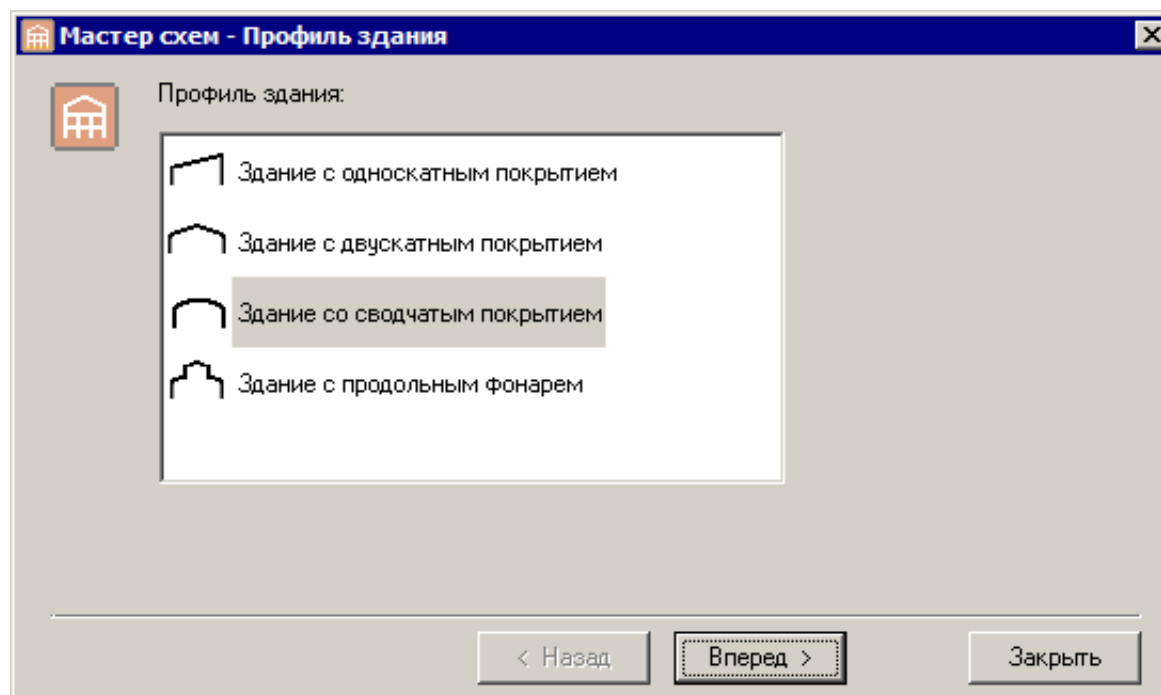 Мастер схем - Профиль здания
Профиль здания:
Здание с односкатным покрытием
Здание с двускатным покрытием
Здание со сводчатым покрытием
Здание с продольным фонарем
< Назад
Вперед >
Закрыть